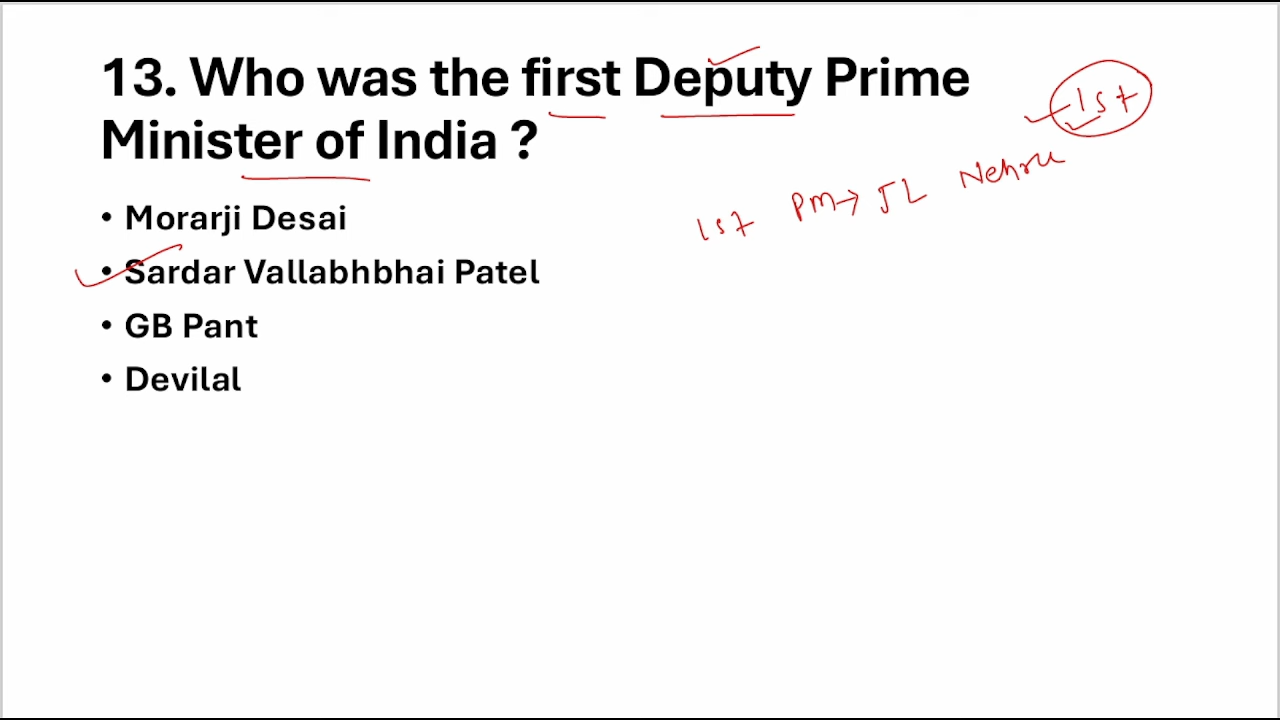 13. Who was the first Deputy Prime
Minister of India ?
1st
1st PM→ JL Nehru
• Morarji Desai
• Sardar Vallabhbhai Patel
• GB Pant
• Devilal